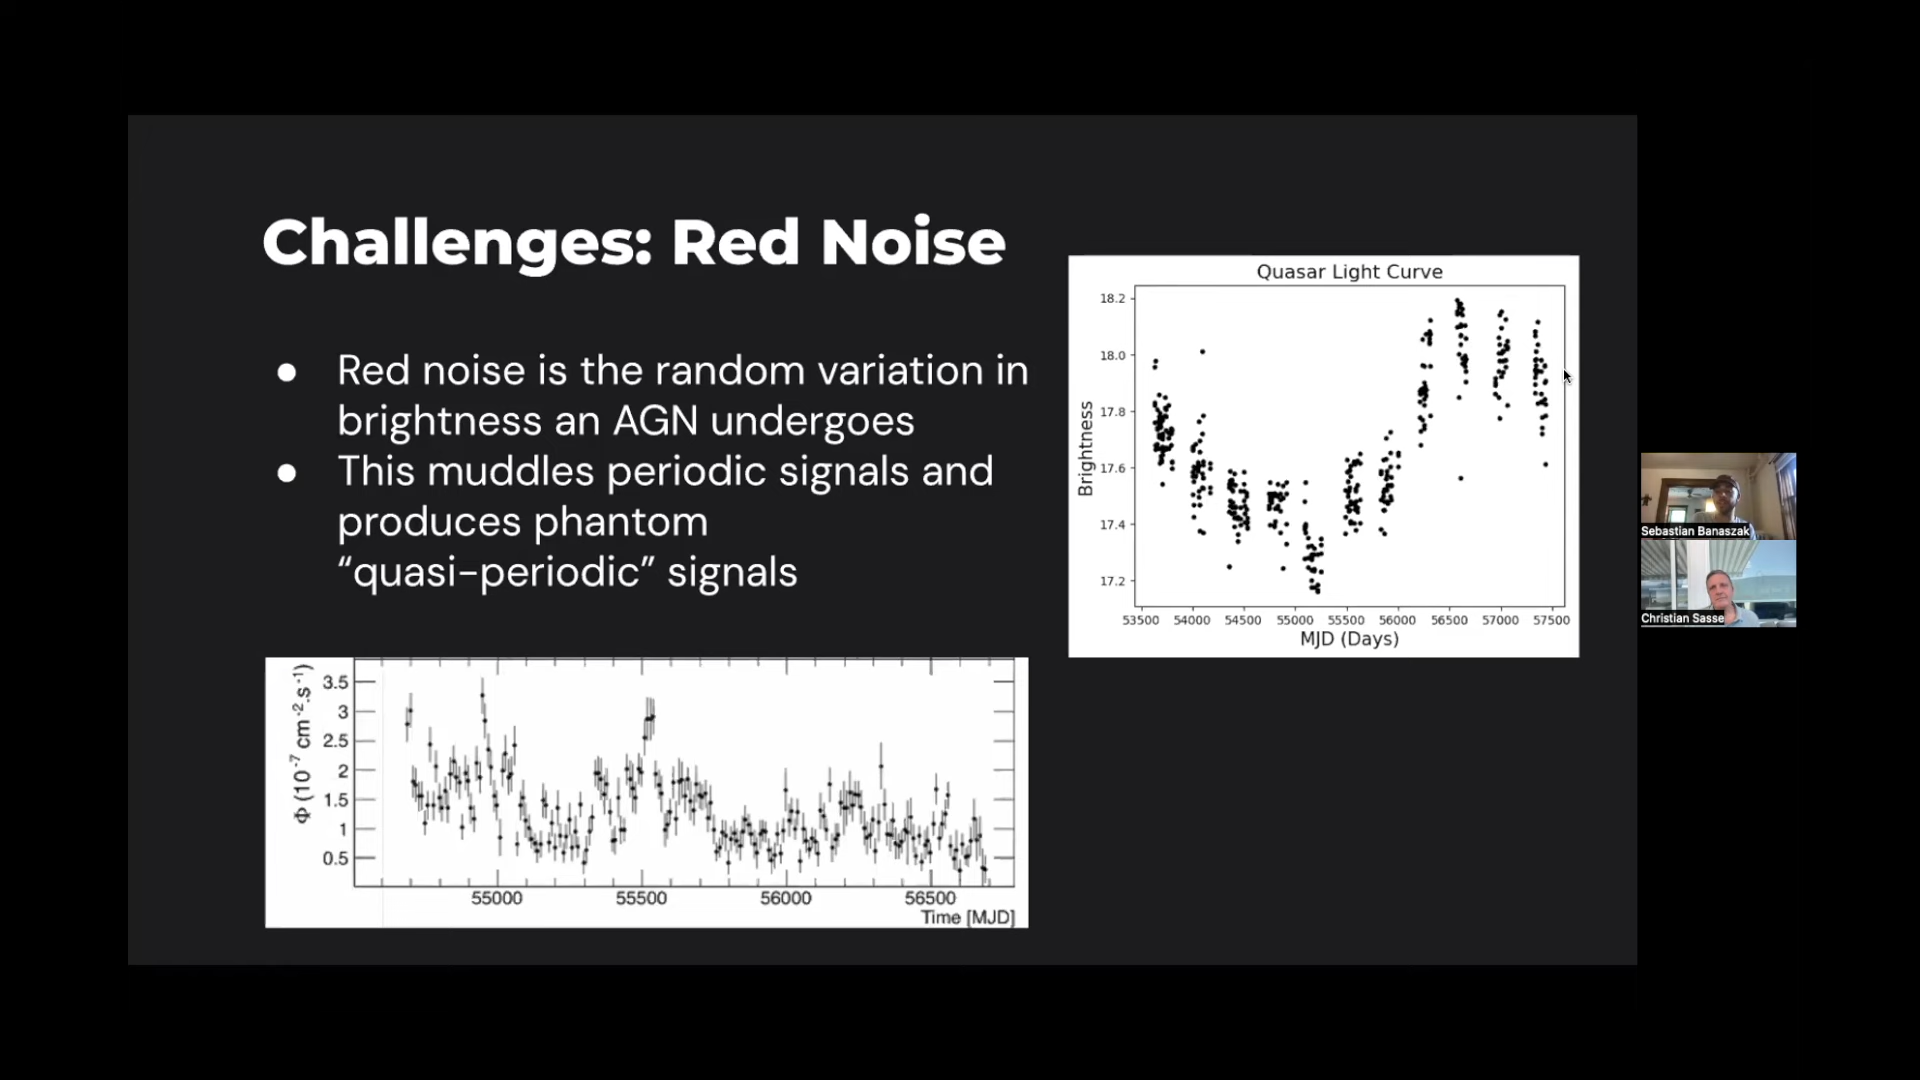 Challenges: Red Noise
● Red noise is the random variation in
brightness an AGN undergoes
● This muddles periodic signals and
produces phantom
“quasi-periodic” signals
Quasar Light Curve
Brightness
18.2
18.0
17.8
17.6
17.4
17.2
53500 54000 54500 55000 55500 56000 56500 57000 57500
MJD (Days)
Φ (10⁻⁷ cm⁻².s⁻¹)
3.5
3
2.5
2
1.5
1
0.5
55000 55500 56000 56500
Time [MJD]
Sebastian Banaszak
Christian Sasse